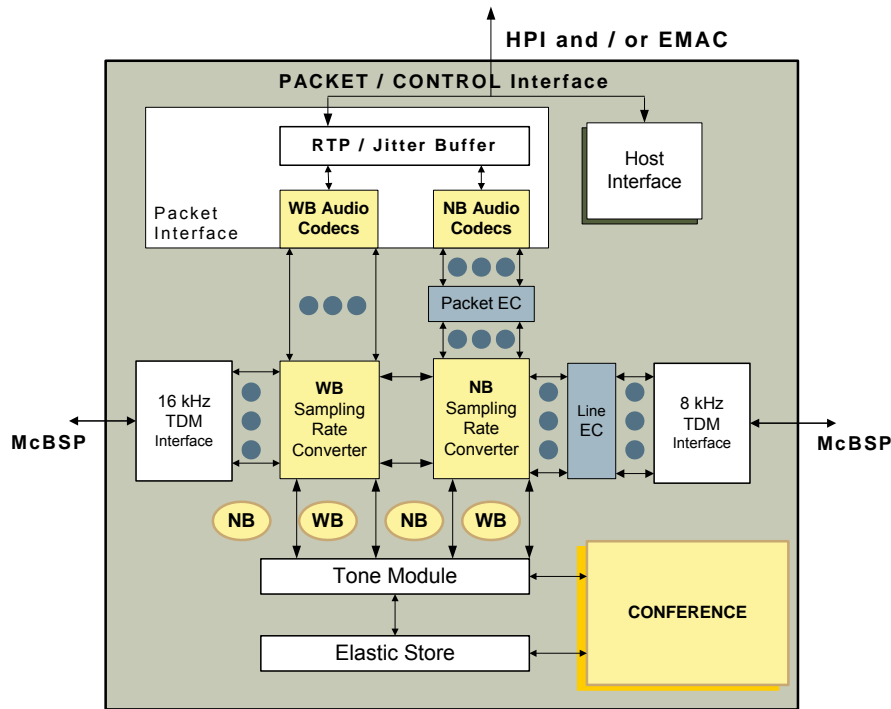 HPI and / or EMAC
PACKET / CONTROL Interface
RTP / Jitter Buffer
Host
Interface
Packet
Interface
WB Audio
Codecs
NB Audio
Codecs
Packet EC
16 kHz
TDM
Interface
WB
Sampling
Rate
Converter
NB
Sampling
Rate
Converter
Line
EC
8 kHz
TDM
Interface
McBSP
McBSP
NB
WB
NB
WB
Tone Module
CONFERENCE
Elastic Store